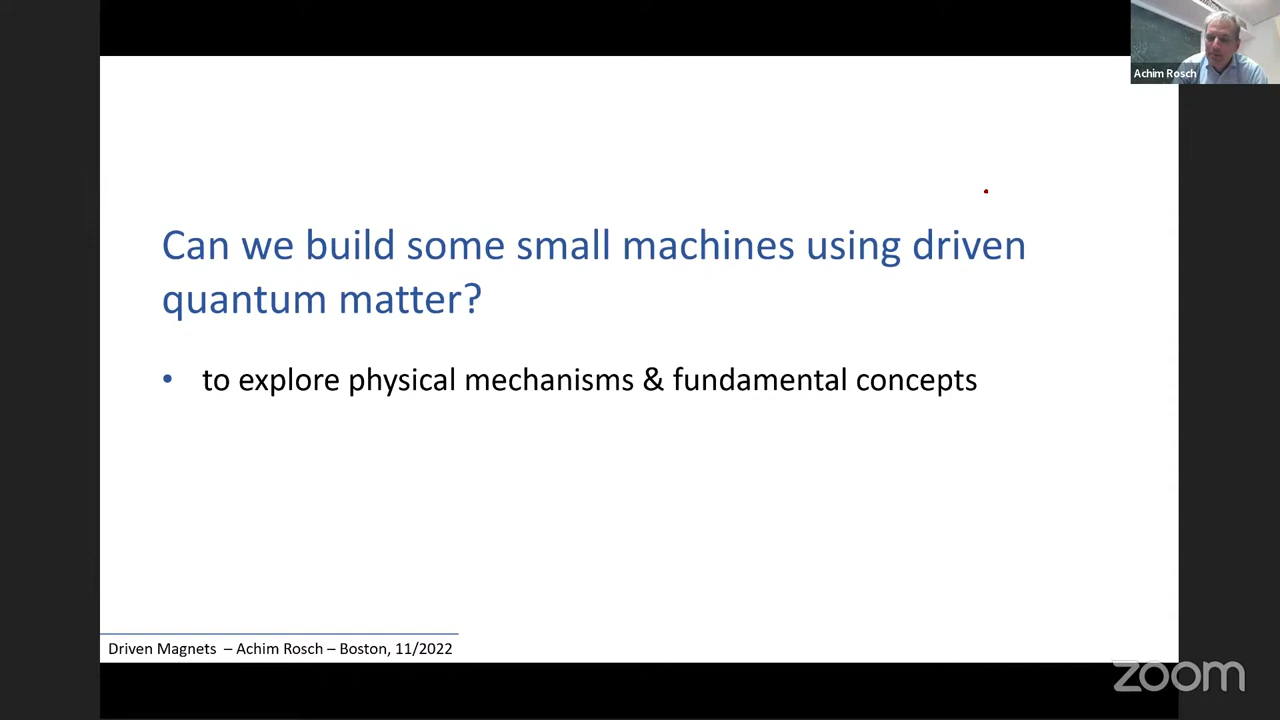 Achim Rosch
Can we build some small machines using driven
quantum matter?
• to explore physical mechanisms & fundamental concepts
Driven Magnets – Achim Rosch – Boston, 11/2022
zoom